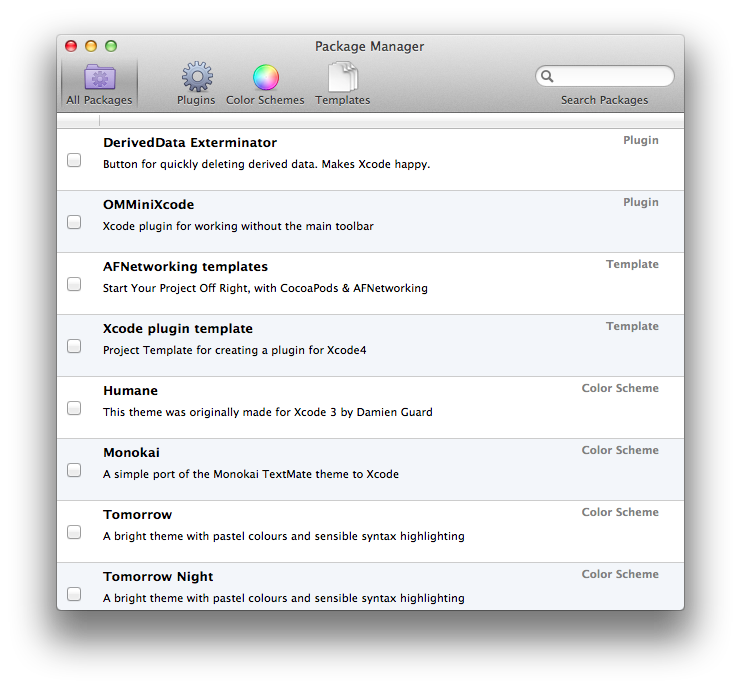 Package Manager
All Packages
Plugins
Color Schemes
Templates
Search Packages
DerivedData Exterminator
Plugin
Button for quickly deleting derived data. Makes Xcode happy.
OMMiniXcode
Plugin
Xcode plugin for working without the main toolbar
AFNetworking templates
Template
Start Your Project Off Right, with CocoaPods & AFNetworking
Xcode plugin template
Template
Project Template for creating a plugin for Xcode4
Humane
Color Scheme
This theme was originally made for Xcode 3 by Damien Guard
Monokai
Color Scheme
A simple port of the Monokai TextMate theme to Xcode
Tomorrow
Color Scheme
A bright theme with pastel colours and sensible syntax highlighting
Tomorrow Night
Color Scheme
A bright theme with pastel colours and sensible syntax highlighting